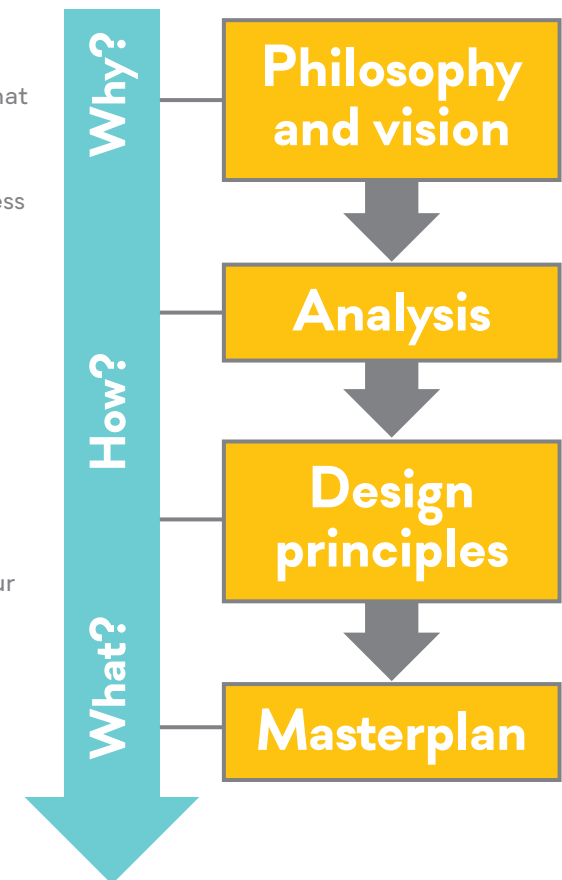 Why?
Philosophy
and vision
Analysis
How?
Design
principles
What?
Masterplan